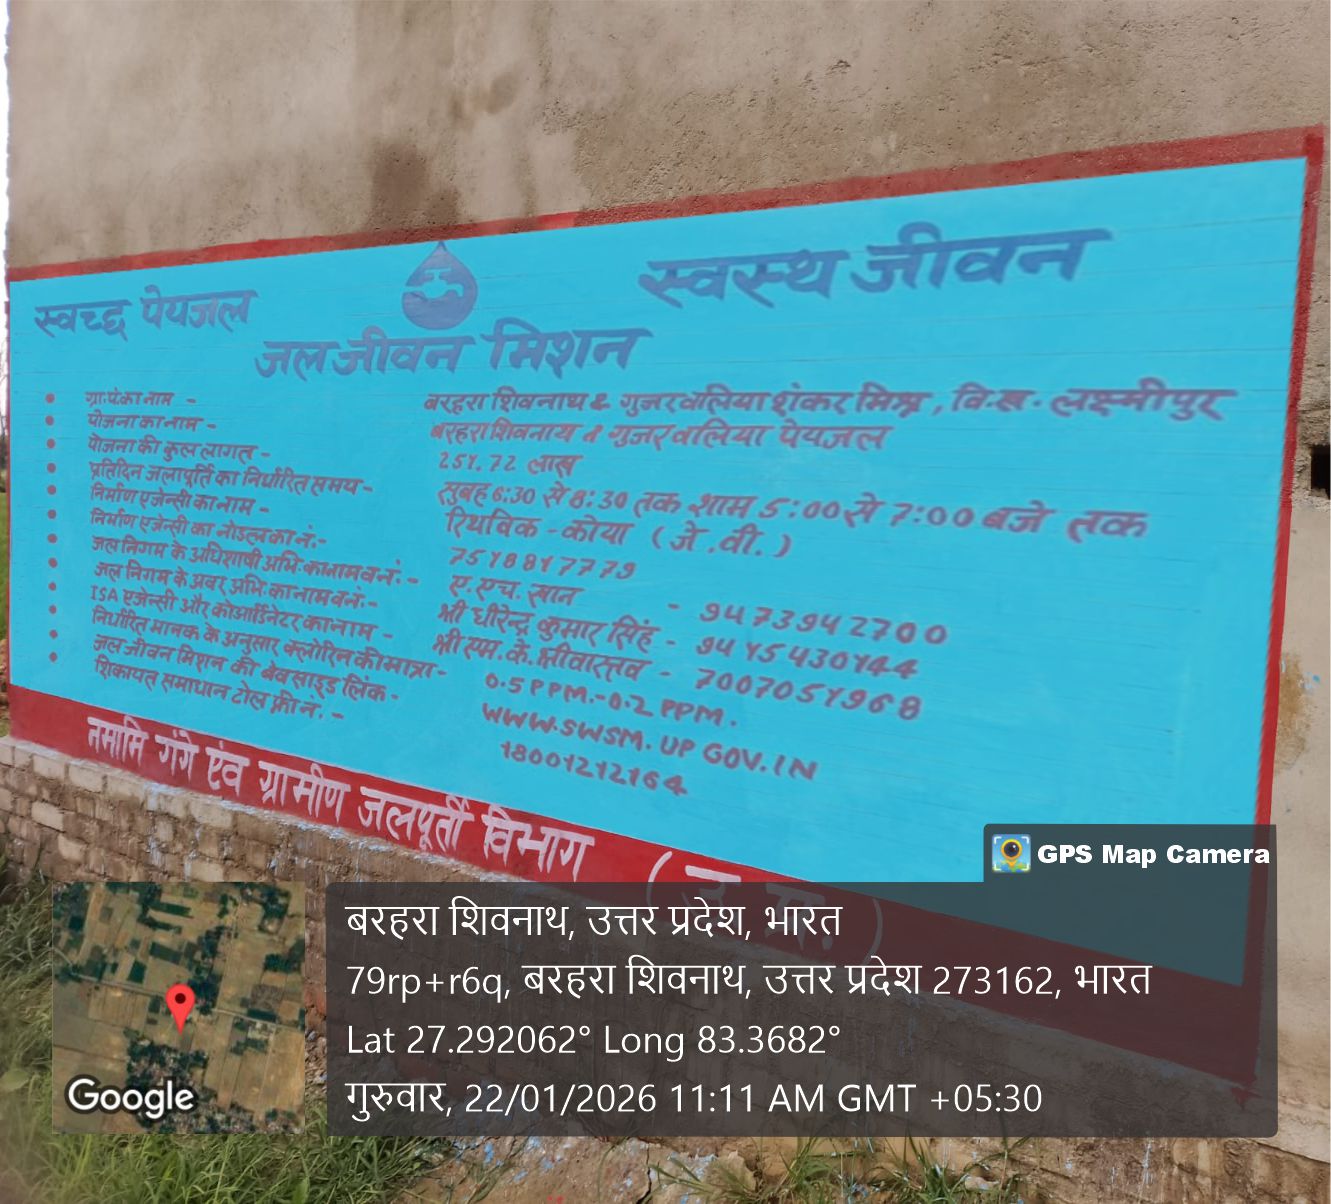 स्वच्छ पेयजल
स्वस्थ जीवन
जल जीवन मिशन
ग्रा.पं.का नाम - बरहरा शिवनाथ & गुजरवलिया शंकर मिश्र, वि.ख. लक्ष्मीपुर
योजना का नाम - बरहरा शिवनाथ & गुजरवलिया पेयजल
योजना की कुल लागत - 251.72 लाख
प्रतिदिन जलापूर्ति का निर्धारित समय - सुबह 6:30 से 8:30 तक शाम 5:00 से 7:00 बजे तक
निर्माण एजेन्सी का नाम - रिथविक - कोया (जे.वी.)
निर्माण एजेन्सी का नोडल का नं.- 7518817779
जल निगम के अधिशाषी अभि. का नाम व नं.- ए.एच. खान - 9473942700
जल निगम के अवर अभि. का नाम व नं.- श्री धीरेन्द्र कुमार सिंह - 9415430144
ISA एजेन्सी और कोआर्डिनेटर का नाम - श्री एम.के. श्रीवास्तव - 7007051968
निर्धारित मानक के अनुसार क्लोरिन की मात्रा- 0.5 PPM.-0.2 PPM.
जल जीवन मिशन की बेवसाइड लिंक - WWW.SWSM.UP GOV.IN
शिकायत समाधान टोल फ्री नं. - 18001212164
नमामि गंगे एंव ग्रामीण जलपूर्ती विभाग
GPS Map Camera
बरहरा शिवनाथ, उत्तर प्रदेश, भारत
79rp+r6q, बरहरा शिवनाथ, उत्तर प्रदेश 273162, भारत
Lat 27.292062° Long 83.3682°
गुरुवार, 22/01/2026 11:11 AM GMT +05:30
Google